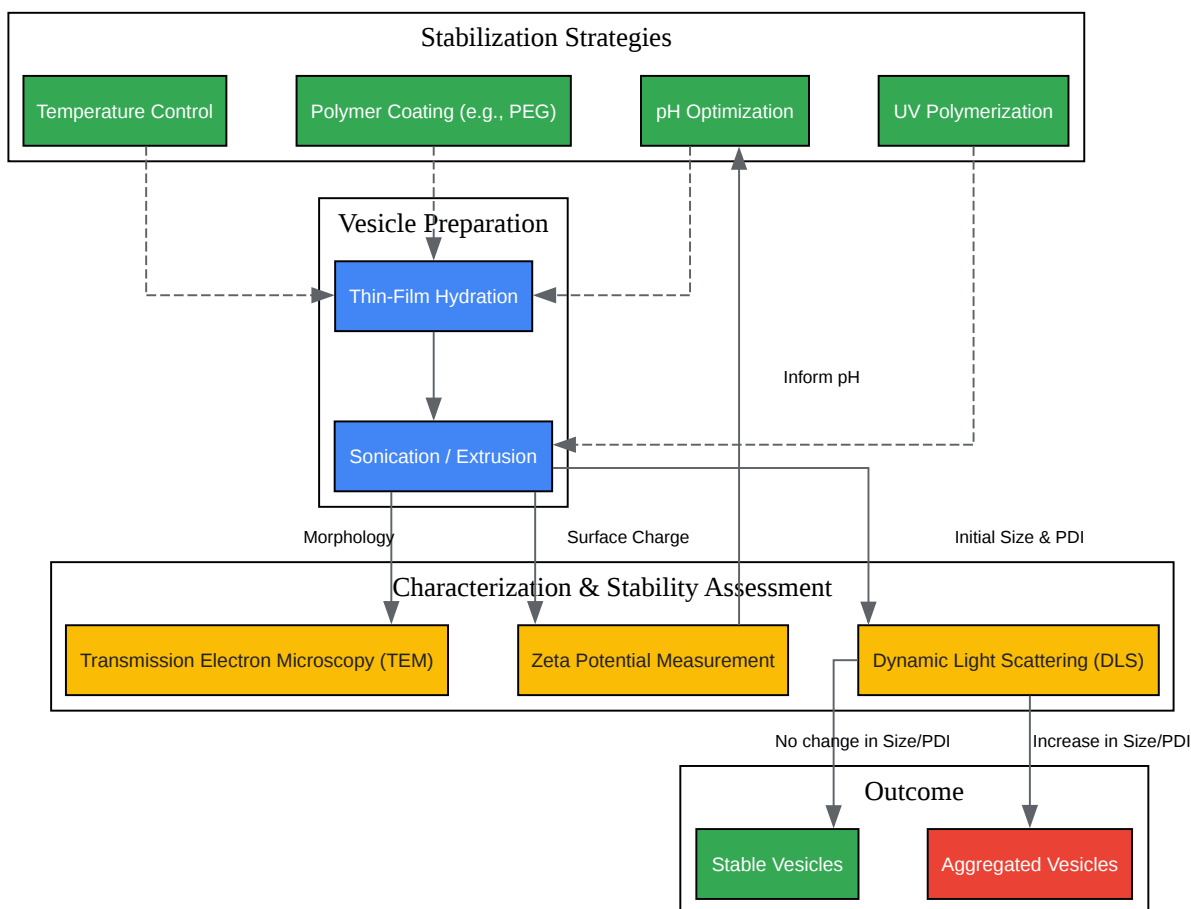 Stabilization Strategies
Temperature Control
Polymer Coating (e.g., PEG)
pH Optimization
UV Polymerization
Vesicle Preparation
Thin-Film Hydration
Inform pH
Sonication / Extrusion
Morphology
Surface Charge
Initial Size & PDI
Characterization & Stability Assessment
Transmission Electron Microscopy (TEM)
Zeta Potential Measurement
Dynamic Light Scattering (DLS)
No change in Size/PDI
Increase in Size/PDI
Outcome
Stable Vesicles
Aggregated Vesicles